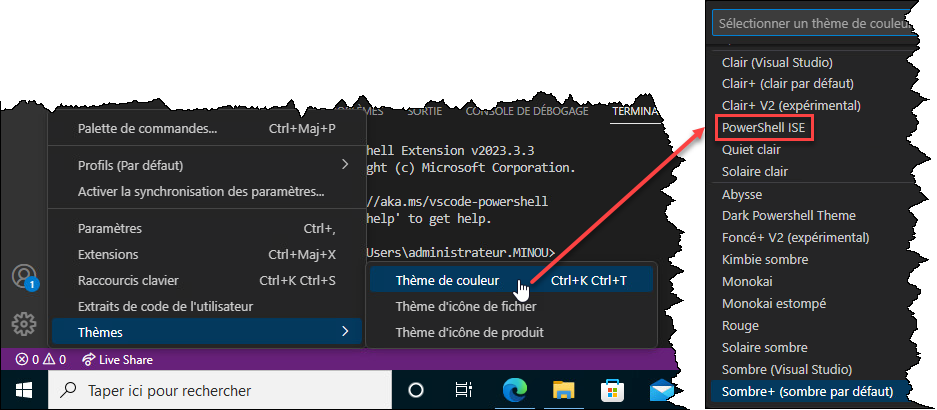 Sélectionner un thème de couleu
Clair (Visual Studio)
Clair+ (clair par défaut)
Clair+ V2 (expérimental)
PowerShell ISE
Quiet clair
Solaire clair
Abysse
Dark Powershell Theme
Foncé+ V2 (expérimental)
Kimbie sombre
Monokai
Monokai estompé
Rouge
Solaire sombre
Sombre (Visual Studio)
Sombre+ (sombre par défaut)
SORTIE CONSOLE DE DÉBOGAGE TERMINA
Palette de commandes... Ctrl+Maj+P
Profils (Par défaut)
Activer la synchronisation des paramètres...
Paramètres Ctrl+,
Extensions Ctrl+Maj+X
Raccourcis clavier Ctrl+K Ctrl+S
Extraits de code de l'utilisateur
Thèmes
hell Extension v2023.3.3
ght (c) Microsoft Corporation.
//aka.ms/vscode-powershell
help' to get help.
Users\administrateur.MINOU>
Thème de couleur Ctrl+K Ctrl+T
Thème d'icône de fichier
Thème d'icône de produit
1
0 0 Live Share
Taper ici pour rechercher